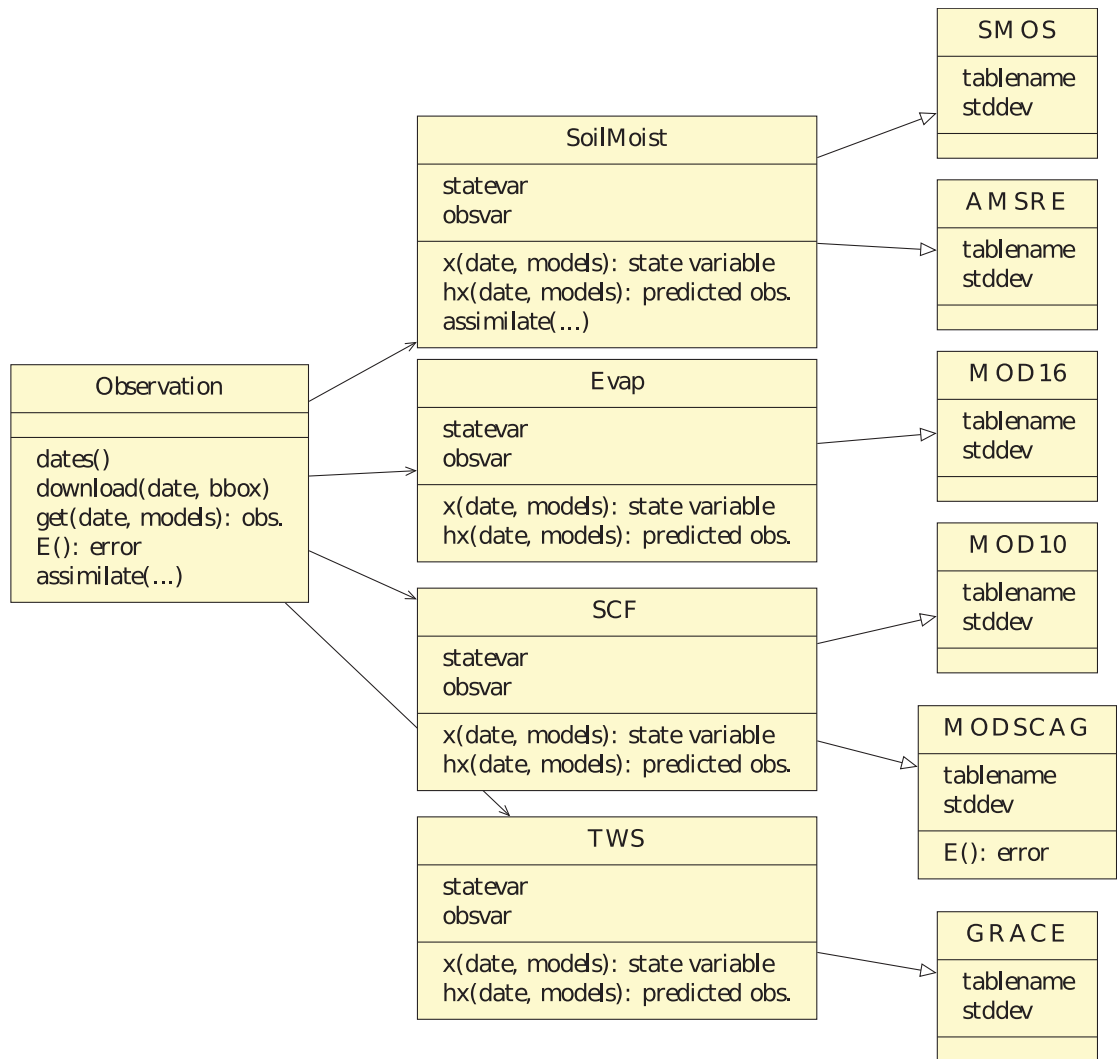 Observation
dates()
download(date, bbox)
get(date, models): obs.
E(): error
assimilate(...)
SoilMoist
statevar
obsvar
x(date, models): state variable
hx(date, models): predicted obs.
assimilate(...)
Evap
statevar
obsvar
x(date, models): state variable
hx(date, models): predicted obs.
SCF
statevar
obsvar
x(date, models): state variable
hx(date, models): predicted obs.
TWS
statevar
obsvar
x(date, models): state variable
hx(date, models): predicted obs.
SMOS
tablename
stddev
AMSRE
tablename
stddev
MOD16
tablename
stddev
MOD10
tablename
stddev
MODSCAG
tablename
stddev
E(): error
GRACE
tablename
stddev